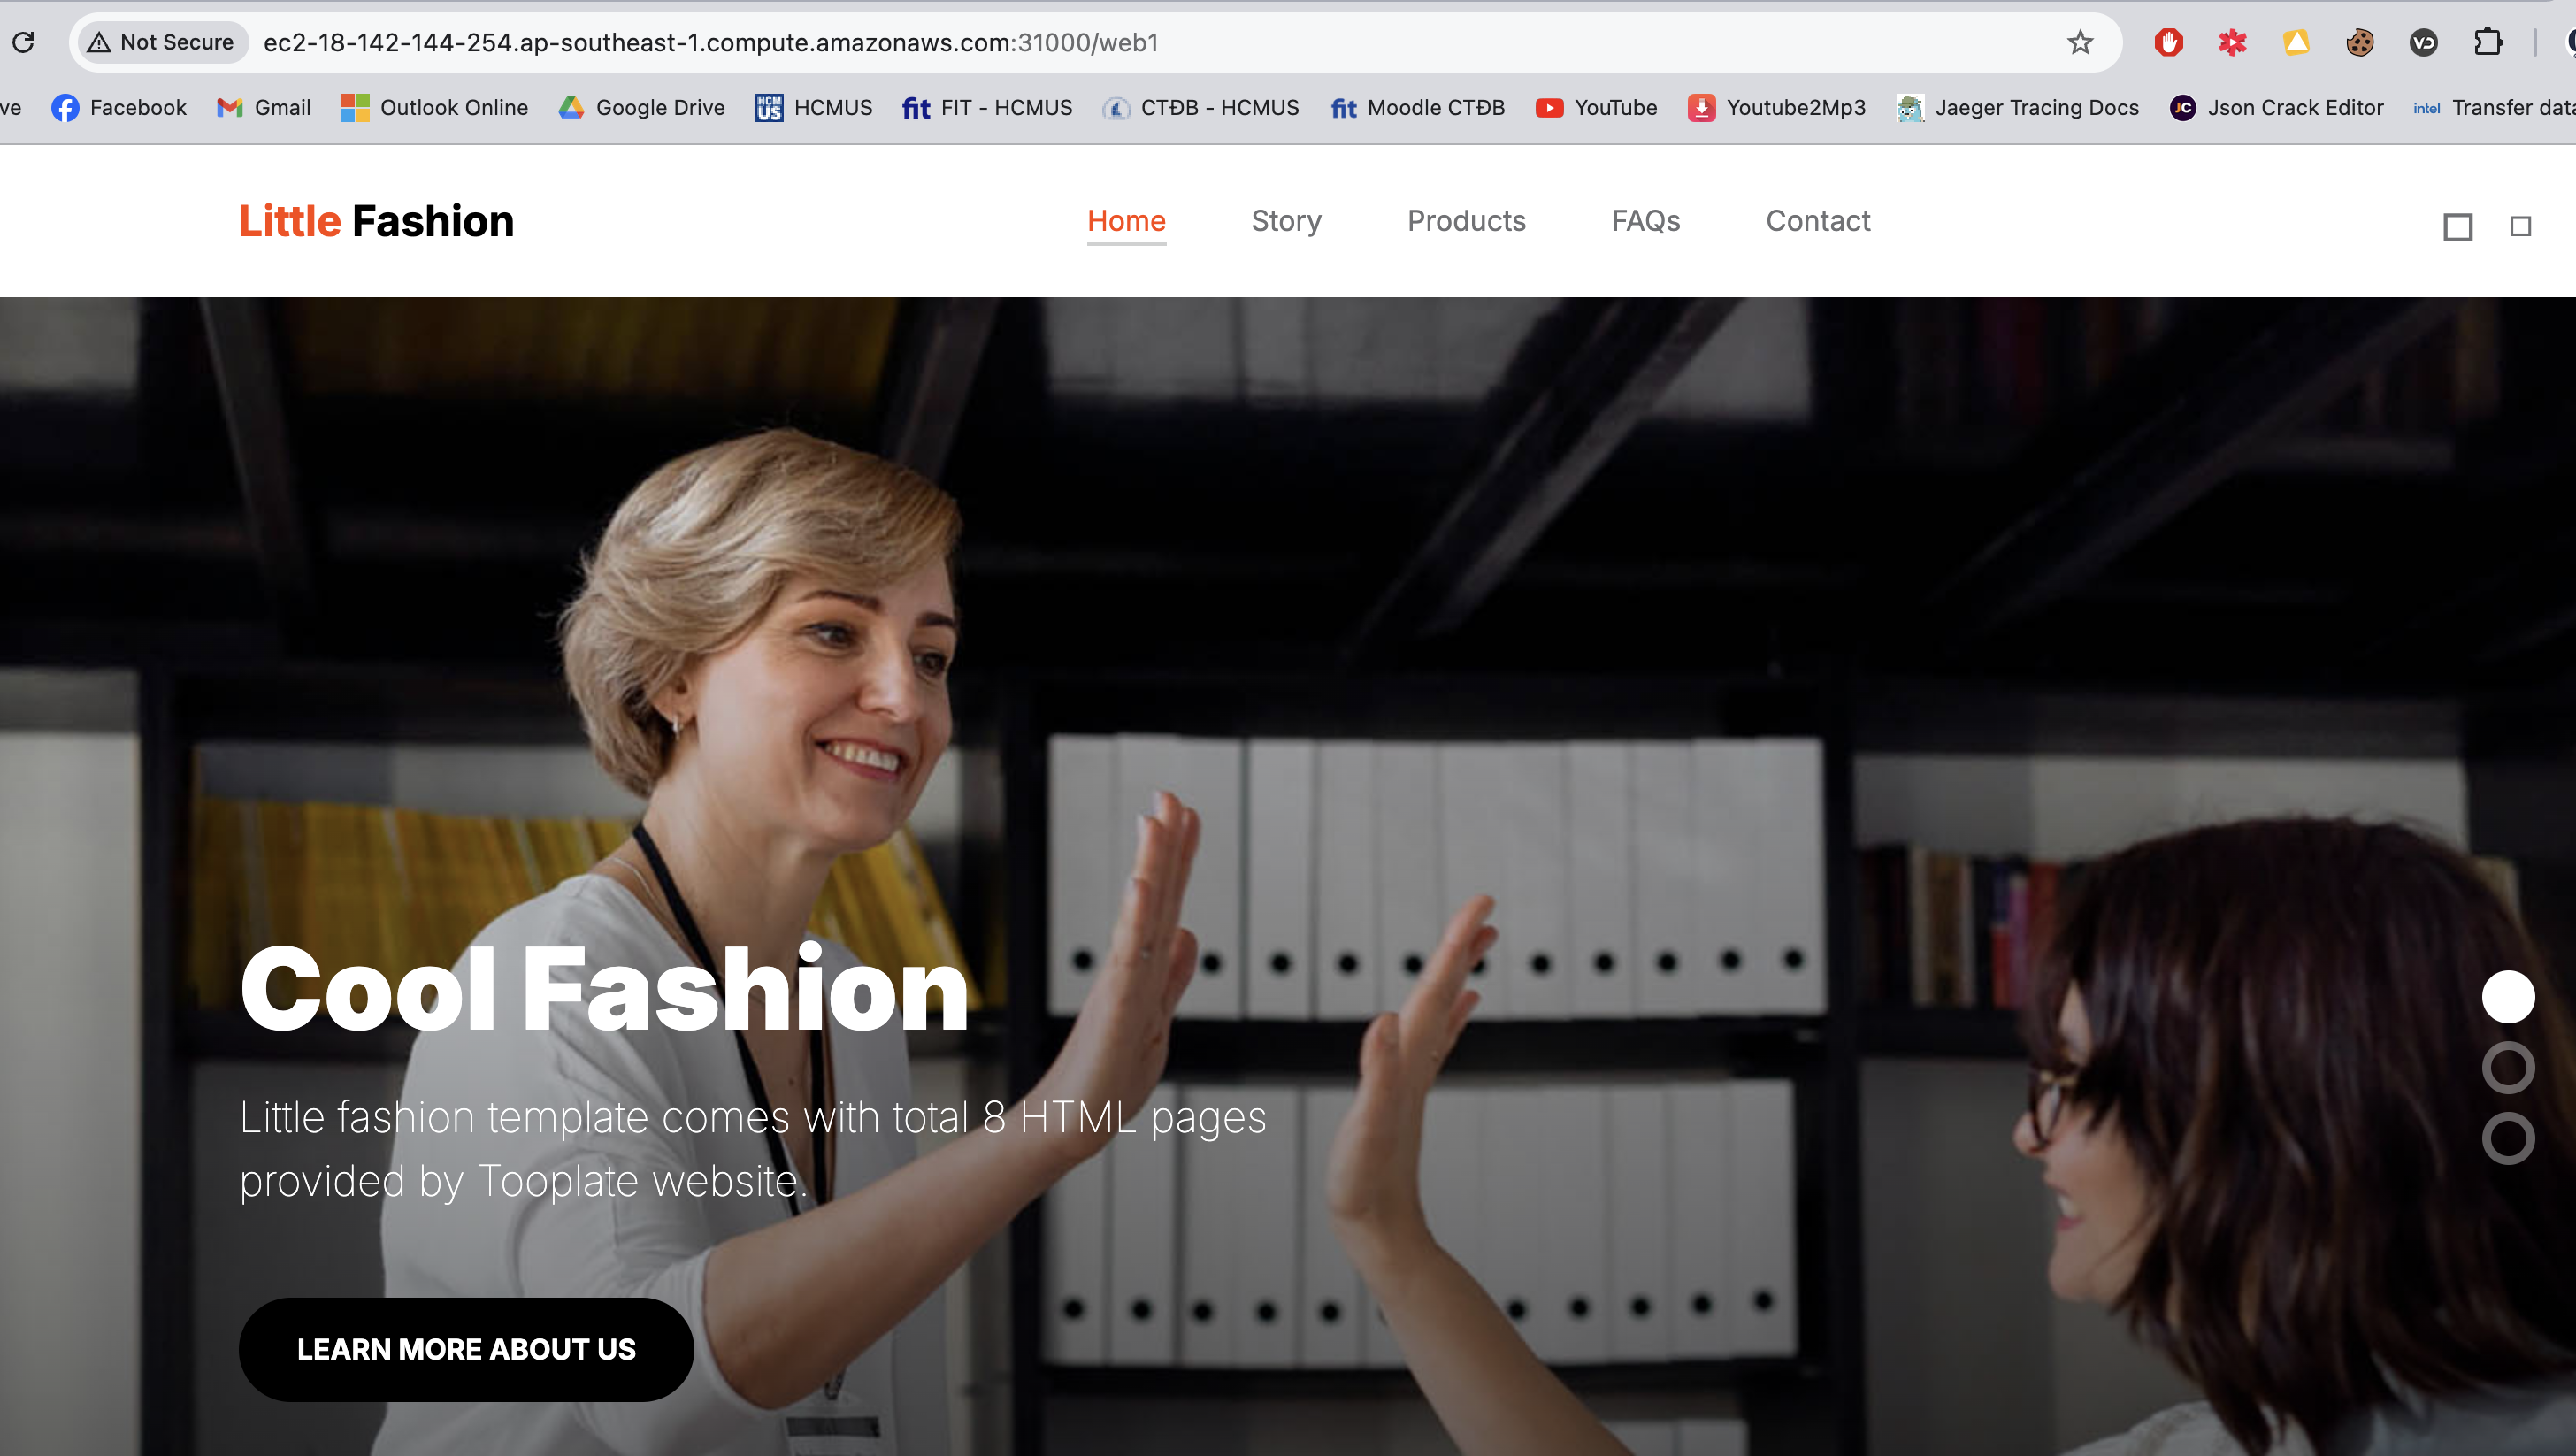 Not Secure
ec2-18-142-144-254.ap-southeast-1.compute.amazonaws.com:31000/web1
ve Facebook Gmail Outlook Online Google Drive HCMUS FIT - HCMUS CTĐB - HCMUS Moodle CTĐB YouTube Youtube2Mp3 Jaeger Tracing Docs Json Crack Editor Transfer data
Little Fashion
Home Story Products FAQs Contact
Cool Fashion
Little fashion template comes with total 8 HTML pages
provided by Tooplate website.
LEARN MORE ABOUT US